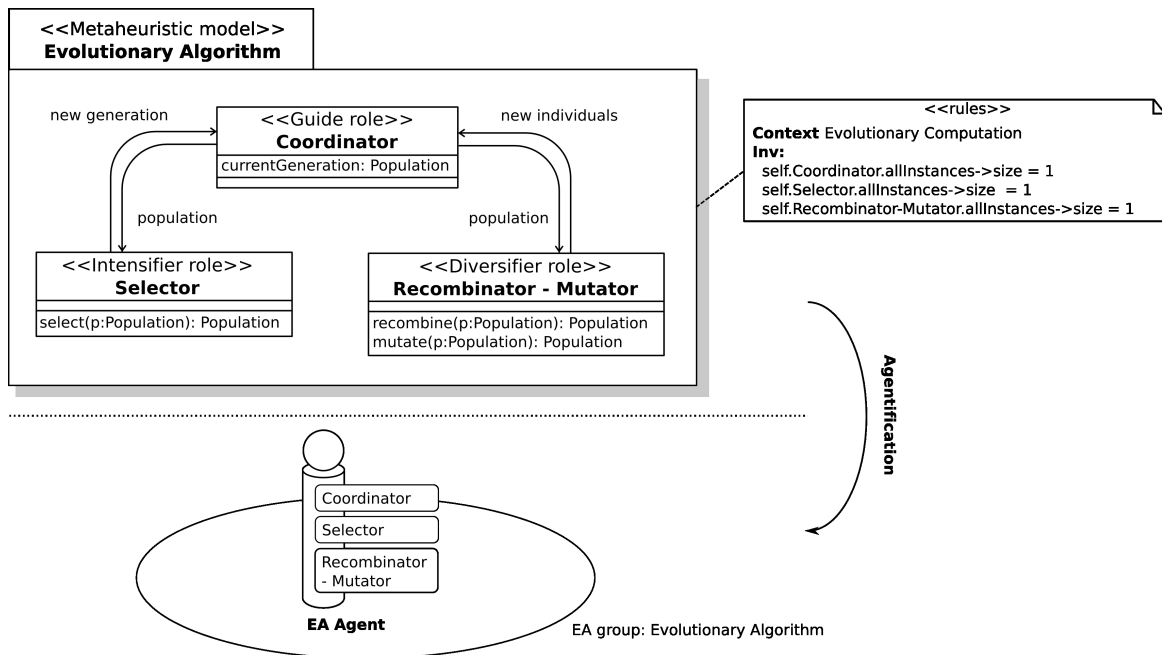 <<Metaheuristic model>>
Evolutionary Algorithm
new generation
<<Guide role>>
Coordinator
currentGeneration: Population
new individuals
population
population
<<Intensifier role>>
Selector
select(p:Population): Population
<<Diversifier role>>
Recombinator - Mutator
recombine(p:Population): Population
mutate(p:Population): Population
<<rules>>
Context Evolutionary Computation
Inv:
self.Coordinator.allInstances->size = 1
self.Selector.allInstances->size = 1
self.Recombinator-Mutator.allInstances->size = 1
Agentification
Coordinator
Selector
Recombinator
- Mutator
EA Agent
EA group: Evolutionary Algorithm